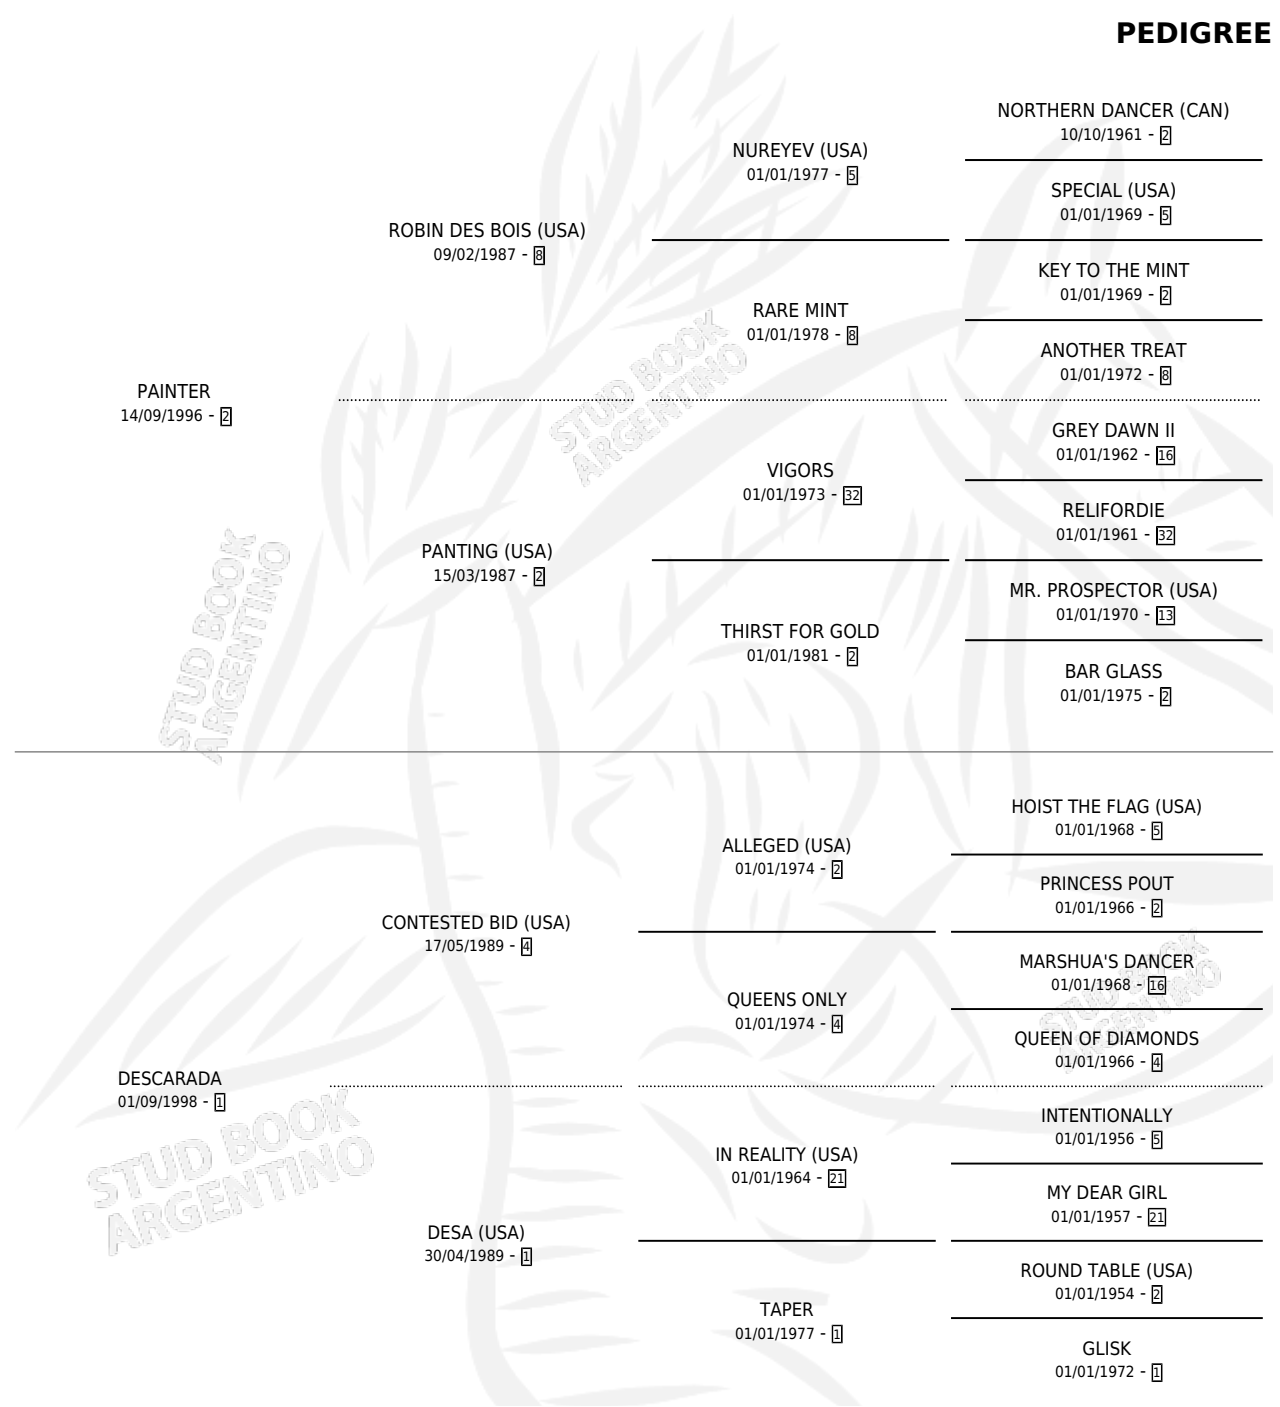 PEDIGREE
NORTHERN DANCER (CAN)
10/10/1961 - 2
NUREYEV (USA)
01/01/1977 - 5
SPECIAL (USA)
01/01/1969 - 5
ROBIN DES BOIS (USA)
09/02/1987 - 8
KEY TO THE MINT
01/01/1969 - 2
RARE MINT
01/01/1978 - 8
ANOTHER TREAT
01/01/1972 - 8
PAINTER
14/09/1996 - 2
STUD BOOK
ARGENTINO
GREY DAWN II
01/01/1962 - 16
VIGORS
01/01/1973 - 32
RELIFORDIE
01/01/1961 - 32
PANTING (USA)
15/03/1987 - 2
MR. PROSPECTOR (USA)
01/01/1970 - 13
THIRST FOR GOLD
01/01/1981 - 2
BAR GLASS
01/01/1975 - 2
STUD BOOK
ARGENTINO
HOIST THE FLAG (USA)
01/01/1968 - 5
ALLEGED (USA)
01/01/1974 - 2
PRINCESS POUT
01/01/1966 - 2
CONTESTED BID (USA)
17/05/1989 - 4
MARSHUA'S DANCER
01/01/1968 - 16
QUEENS ONLY
01/01/1974 - 4
QUEEN OF DIAMONDS
01/01/1966 - 4
STUD BOOK
ARGENTINO
DESCARADA
01/09/1998 - 1
INTENTIONALLY
01/01/1956 - 5
IN REALITY (USA)
01/01/1964 - 21
MY DEAR GIRL
01/01/1957 - 21
STUD BOOK
ARGENTINO
DESA (USA)
30/04/1989 - 1
ROUND TABLE (USA)
01/01/1954 - 2
TAPER
01/01/1977 - 1
GLISK
01/01/1972 - 1